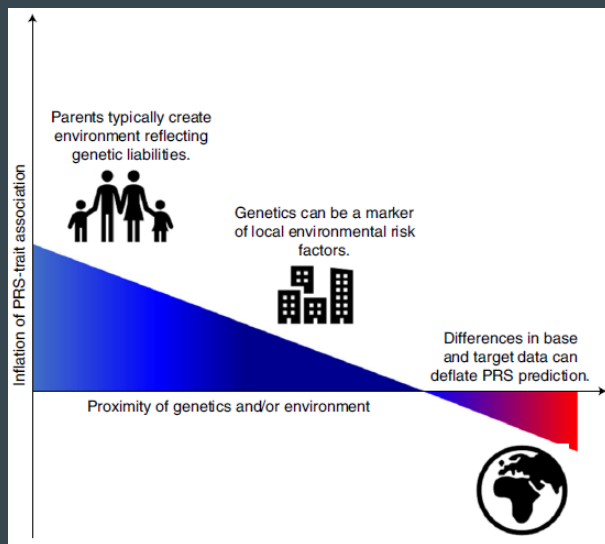 Parents typically create
environment reflecting
genetic liabilities.
Genetics can be a marker
of local environmental risk
factors.
Differences in base
and target data can
deflate PRS prediction.
Inflation of PRS-trait association
Proximity of genetics and/or environment